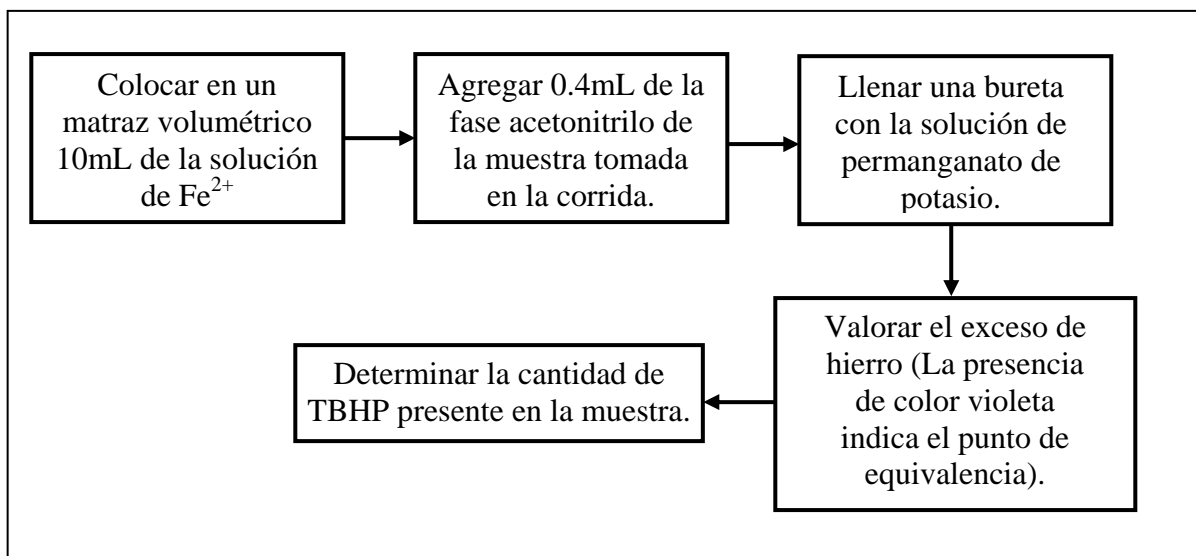 Colocar en un
matraz volumétrico
10mL de la solución
de Fe²⁺
Agregar 0.4mL de la
fase acetonitrilo de
la muestra tomada
en la corrida.
Llenar una bureta
con la solución de
permanganato de
potasio.
Valorar el exceso de
hierro (La presencia
de color violeta
indica el punto de
equivalencia).
Determinar la cantidad de
TBHP presente en la muestra.